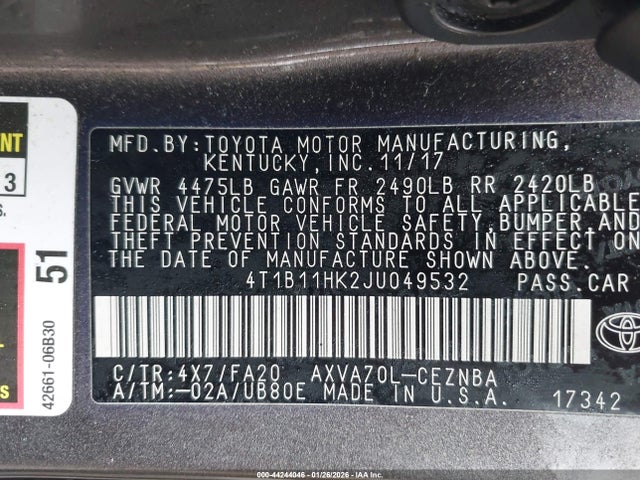 MENT
3
S.
51
42661-06B30
MFD.BY:TOYOTA MOTOR MANUFACTURING,
KENTUCKY,INC.11/17
GVWR 4475LB GAWR FR 2490LB RR 2420LB
THIS VEHICLE CONFORMS TO ALL APPLICABLE
FEDERAL MOTOR VEHICLE SAFETY,BUMPER,AND
THEFT PREVENTION STANDARDS IN EFFECT ON
THE DATE OF MANUFACTURE SHOWN ABOVE.
4T1B11HK2JU049532 PASS.CAR
C/TR:4X7/FA20 AXVA70L-CEZNBA
A/TM:-02A/UB80E MADE IN U.S.A.
17342
000-44244046 | 01/26/2026 | IAA Inc.